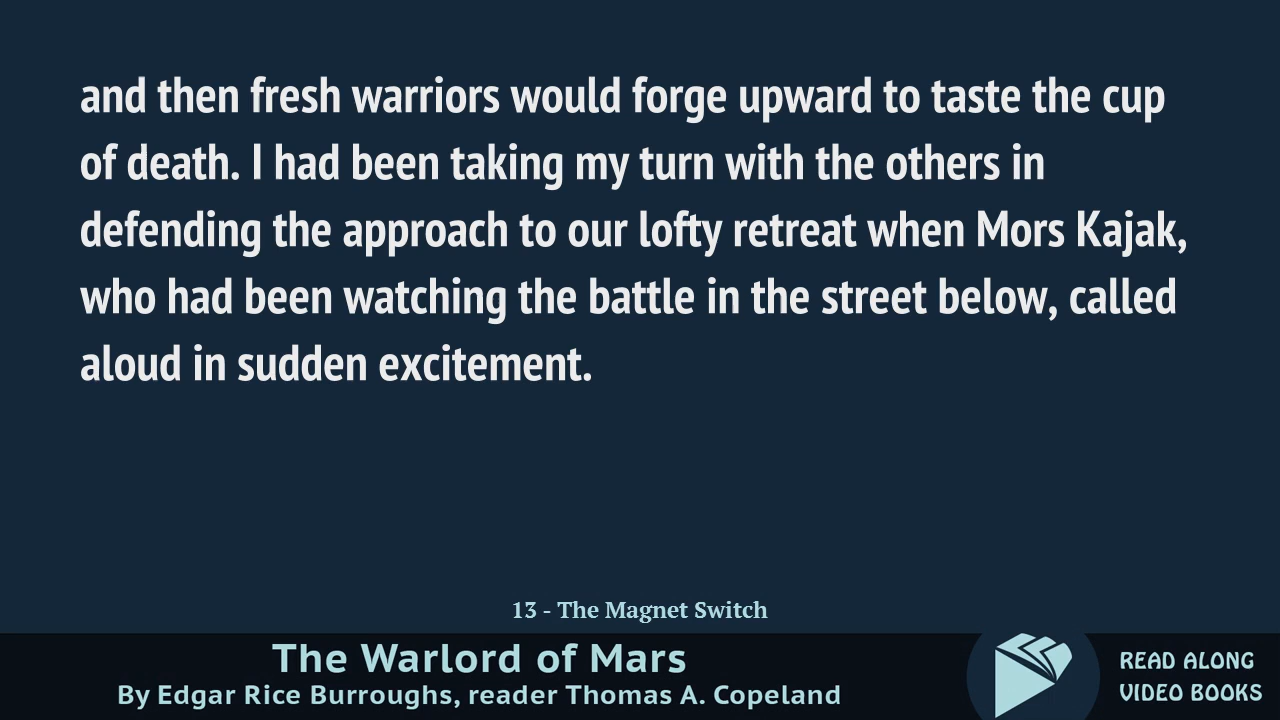 and then fresh warriors would forge upward to taste the cup
of death. I had been taking my turn with the others in
defending the approach to our lofty retreat when Mors Kajak,
who had been watching the battle in the street below, called
aloud in sudden excitement.
13 - The Magnet Switch
The Warlord of Mars
By Edgar Rice Burroughs, reader Thomas A. Copeland
READ ALONG
VIDEO BOOKS